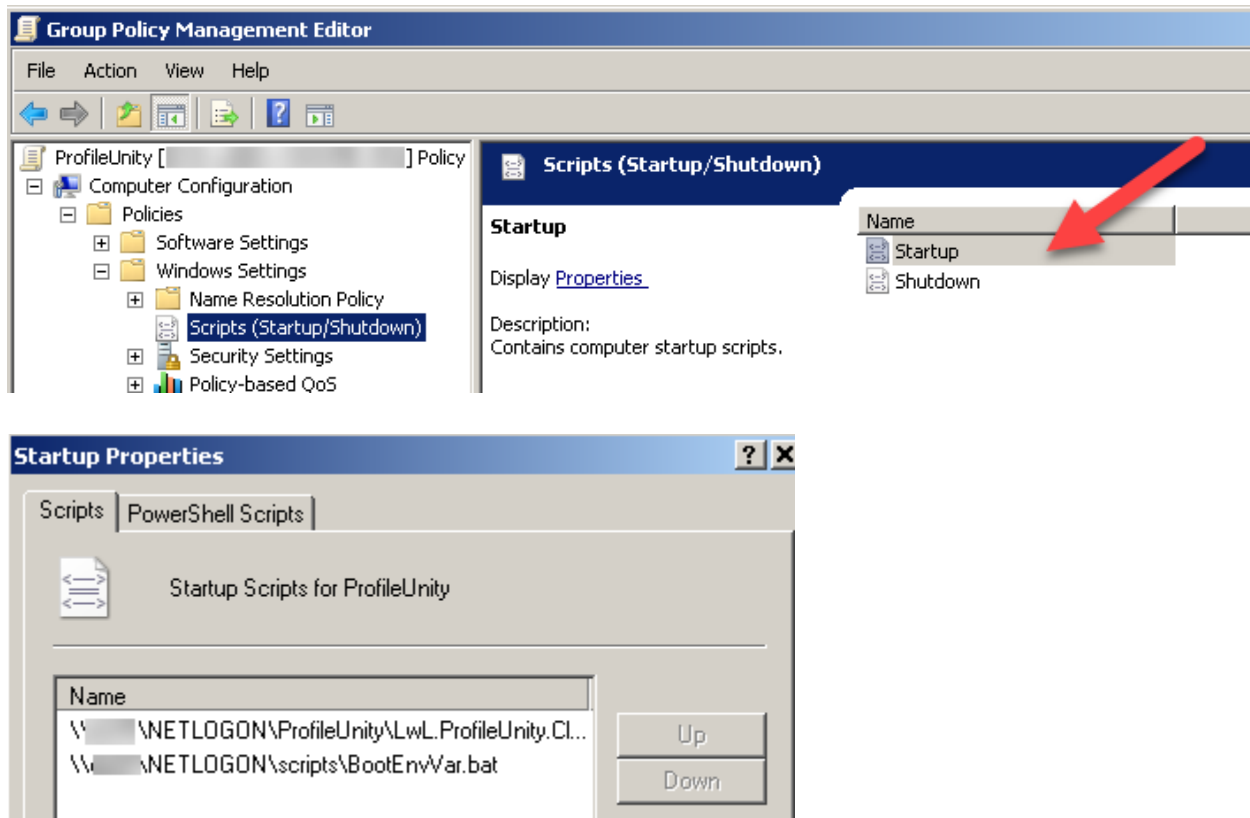 Group Policy Management Editor
File Action View Help
ProfileUnity [ ] Policy
Computer Configuration
Policies
Software Settings
Windows Settings
Name Resolution Policy
Scripts (Startup/Shutdown)
Security Settings
Policy-based QoS
Scripts (Startup/Shutdown)
Startup
Display Properties
Description:
Contains computer startup scripts.
Name
Startup
Shutdown
Startup Properties
Scripts PowerShell Scripts
Startup Scripts for ProfileUnity
Name
\\ \NETLOGON\ProfileUnity\LwL.ProfileUnity.Cl...
\\ \NETLOGON\scripts\BootEnvVar.bat
Up
Down